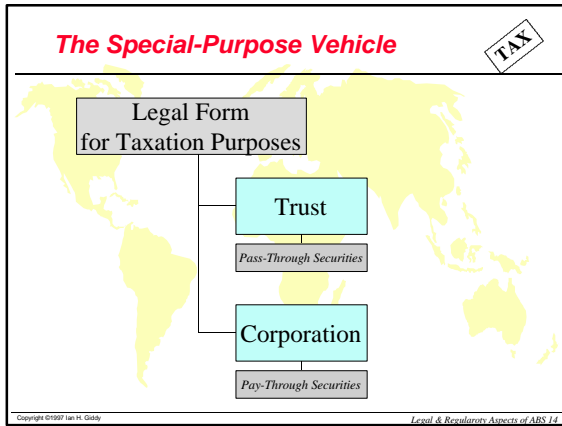 The Special-Purpose Vehicle
TAX
Legal Form
for Taxation Purposes
Trust
Pass-Through Securities
Corporation
Pay-Through Securities
Copyright ©1997 Ian H. Giddy
Legal & Regularoty Aspects of ABS 14